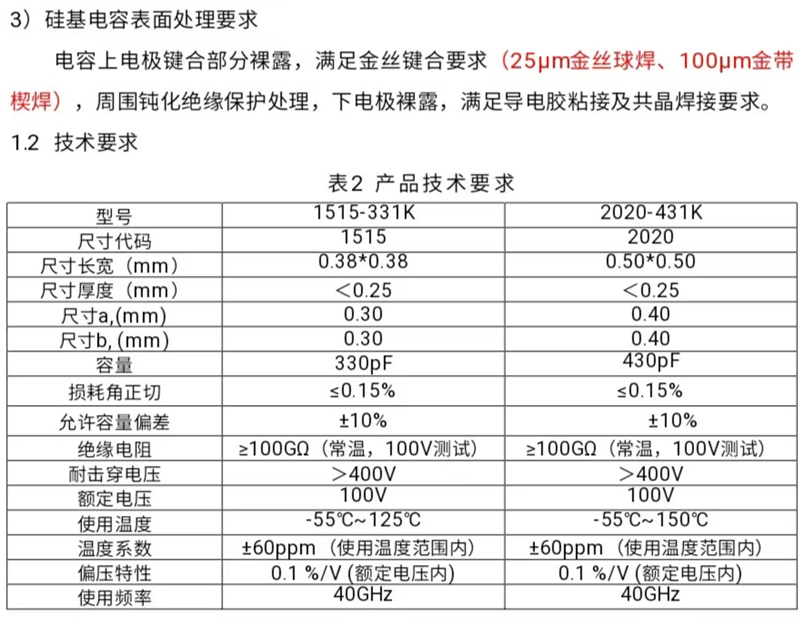 3）硅基电容表面处理要求
电容上电极键合部分裸露，满足金丝键合要求（25μm金丝球焊、100μm金带
楔焊），周围钝化绝缘保护处理，下电极裸露，满足导电胶粘接及共晶焊接要求。
1.2 技术要求
表2 产品技术要求
型号 1515-331K 2020-431K
尺寸代码 1515 2020
尺寸长宽（mm） 0.38*0.38 0.50*0.50
尺寸厚度（mm） ＜0.25 ＜0.25
尺寸a,(mm) 0.30 0.40
尺寸b, (mm) 0.30 0.40
容量 330pF 430pF
损耗角正切 ≤0.15% ≤0.15%
允许容量偏差 ±10% ±10%
绝缘电阻 ≥100GΩ（常温，100V测试） ≥100GΩ（常温，100V测试）
耐击穿电压 ＞400V ＞400V
额定电压 100V 100V
使用温度 -55℃~125℃ -55℃~150℃
温度系数 ±60ppm（使用温度范围内） ±60ppm（使用温度范围内）
偏压特性 0.1 %/V (额定电压内) 0.1 %/V (额定电压内)
使用频率 40GHz 40GHz